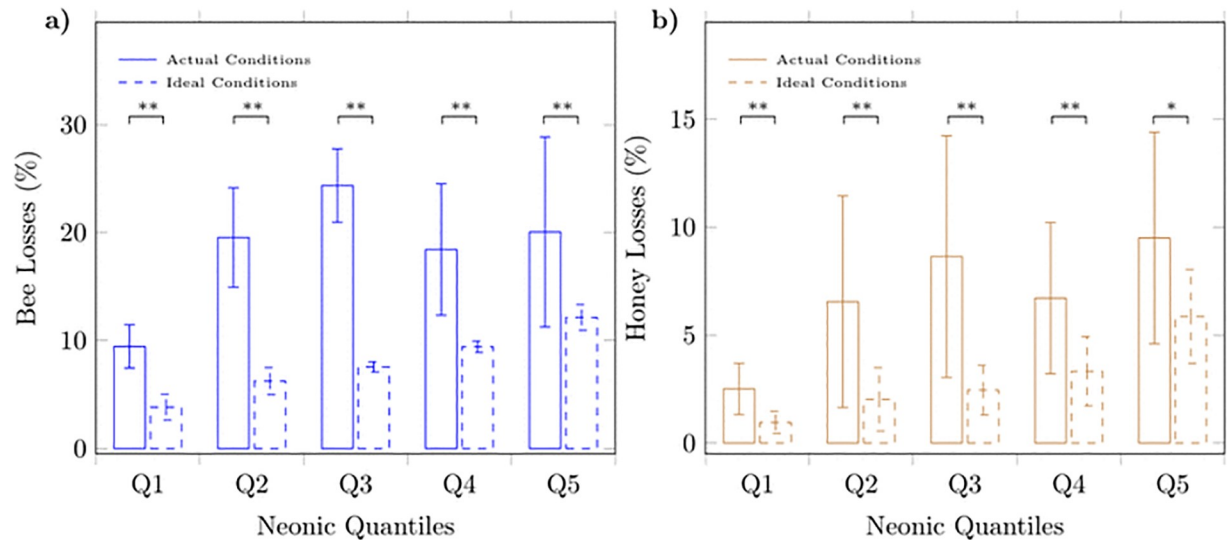 a)
Actual Conditions
Ideal Conditions
** ** ** ** **
30
20
10
0
Bee Losses (%)
Q1 Q2 Q3 Q4 Q5
Neonic Quantiles
b)
Actual Conditions
Ideal Conditions
** ** ** ** *
15
10
5
0
Honey Losses (%)
Q1 Q2 Q3 Q4 Q5
Neonic Quantiles